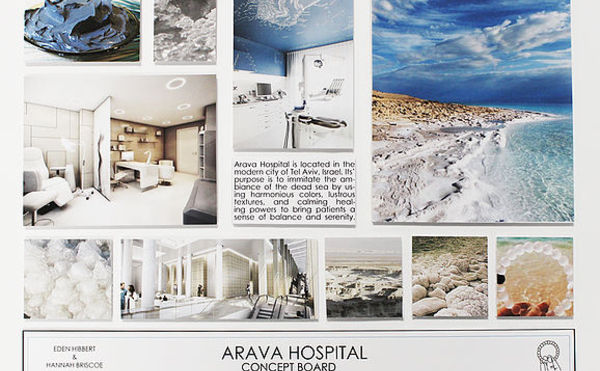 Arava Hospital is located in the
modern city of Tel Aviv, Israel. Its'
purpose is to immitate the am-
biance of the dead sea by us-
ing harmonious colors, lustrous
textures, and calming heal-
ing powers to bring patients a
sense of balance and serenity.
EDEN HIBBERT
&
HANNAH BRISCOE
ARAVA HOSPITAL
CONCEPT BOARD